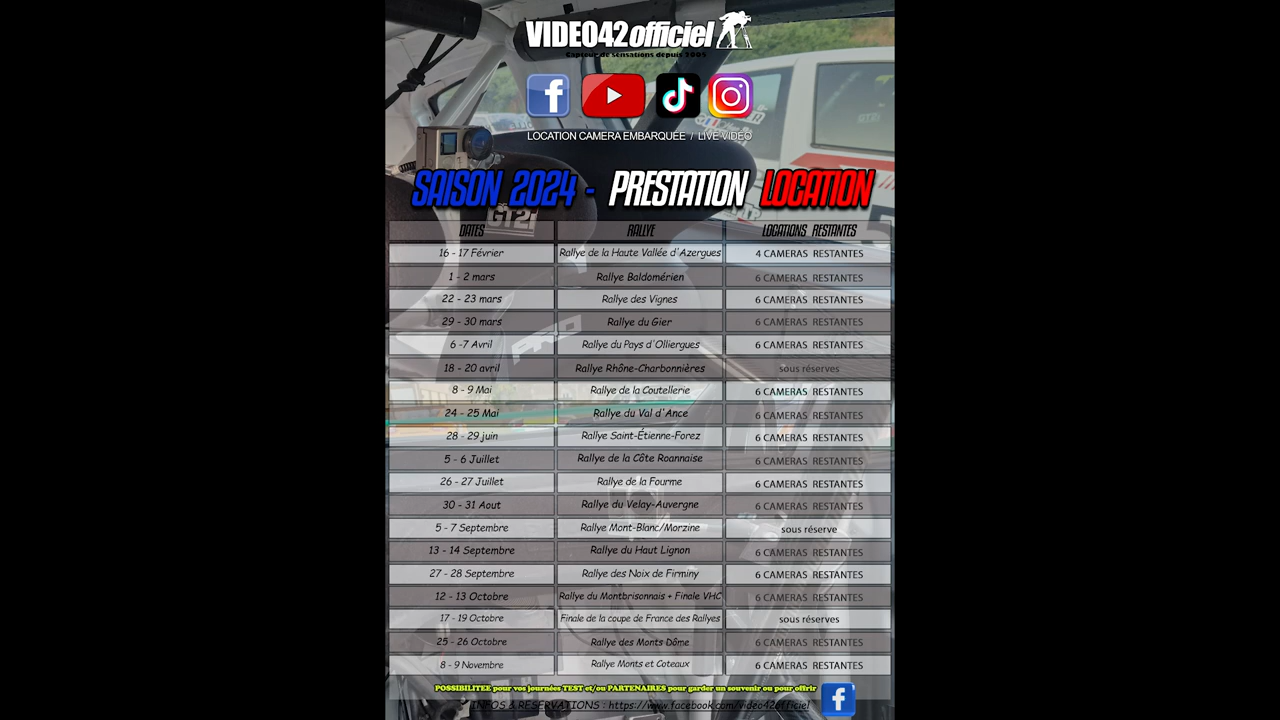 VIDEO42officiel
Capteur de sensations depuis 2005
LOCATION CAMERA EMBARQUÉE / LIVE VIDEO
SAISON 2024 - PRESTATION LOCATION
DATES RALLYE LOCATIONS RESTANTES
16 - 17 Février Rallye de la Haute Vallée d'Azergues 4 CAMERAS RESTANTES
1 - 2 mars Rallye Baldomérien 6 CAMERAS RESTANTES
22 - 23 mars Rallye des Vignes 6 CAMERAS RESTANTES
29 - 30 mars Rallye du Gier 6 CAMERAS RESTANTES
6 -7 Avril Rallye du Pays d'Olliergues 6 CAMERAS RESTANTES
18 - 20 avril Rallye Rhône-Charbonnières sous réserves
8 - 9 Mai Rallye de la Coutellerie 6 CAMERAS RESTANTES
24 - 25 Mai Rallye du Val d'Ance 6 CAMERAS RESTANTES
28 - 29 juin Rallye Saint-Étienne-Forez 6 CAMERAS RESTANTES
5 - 6 Juillet Rallye de la Côte Roannaise 6 CAMERAS RESTANTES
26 - 27 Juillet Rallye de la Fourme 6 CAMERAS RESTANTES
30 - 31 Aout Rallye du Velay-Auvergne 6 CAMERAS RESTANTES
5 - 7 Septembre Rallye Mont-Blanc/Morzine sous réserve
13 - 14 Septembre Rallye du Haut Lignon 6 CAMERAS RESTANTES
27 - 28 Septembre Rallye des Noix de Firminy 6 CAMERAS RESTANTES
12 - 13 Octobre Rallye du Montbrisonnais + Finale VHC 6 CAMERAS RESTANTES
17 - 19 Octobre Finale de la coupe de France des Rallyes sous réserves
25 - 26 Octobre Rallye des Monts Dôme 6 CAMERAS RESTANTES
8 - 9 Novembre Rallye Monts et Coteaux 6 CAMERAS RESTANTES
POSSIBILITEE pour vos journées TEST et/ou PARTENAIRES pour garder un souvenir ou pour offrir
INFOS & RESERVATIONS : https://www.facebook.com/video42officiel
GT2i
PRO